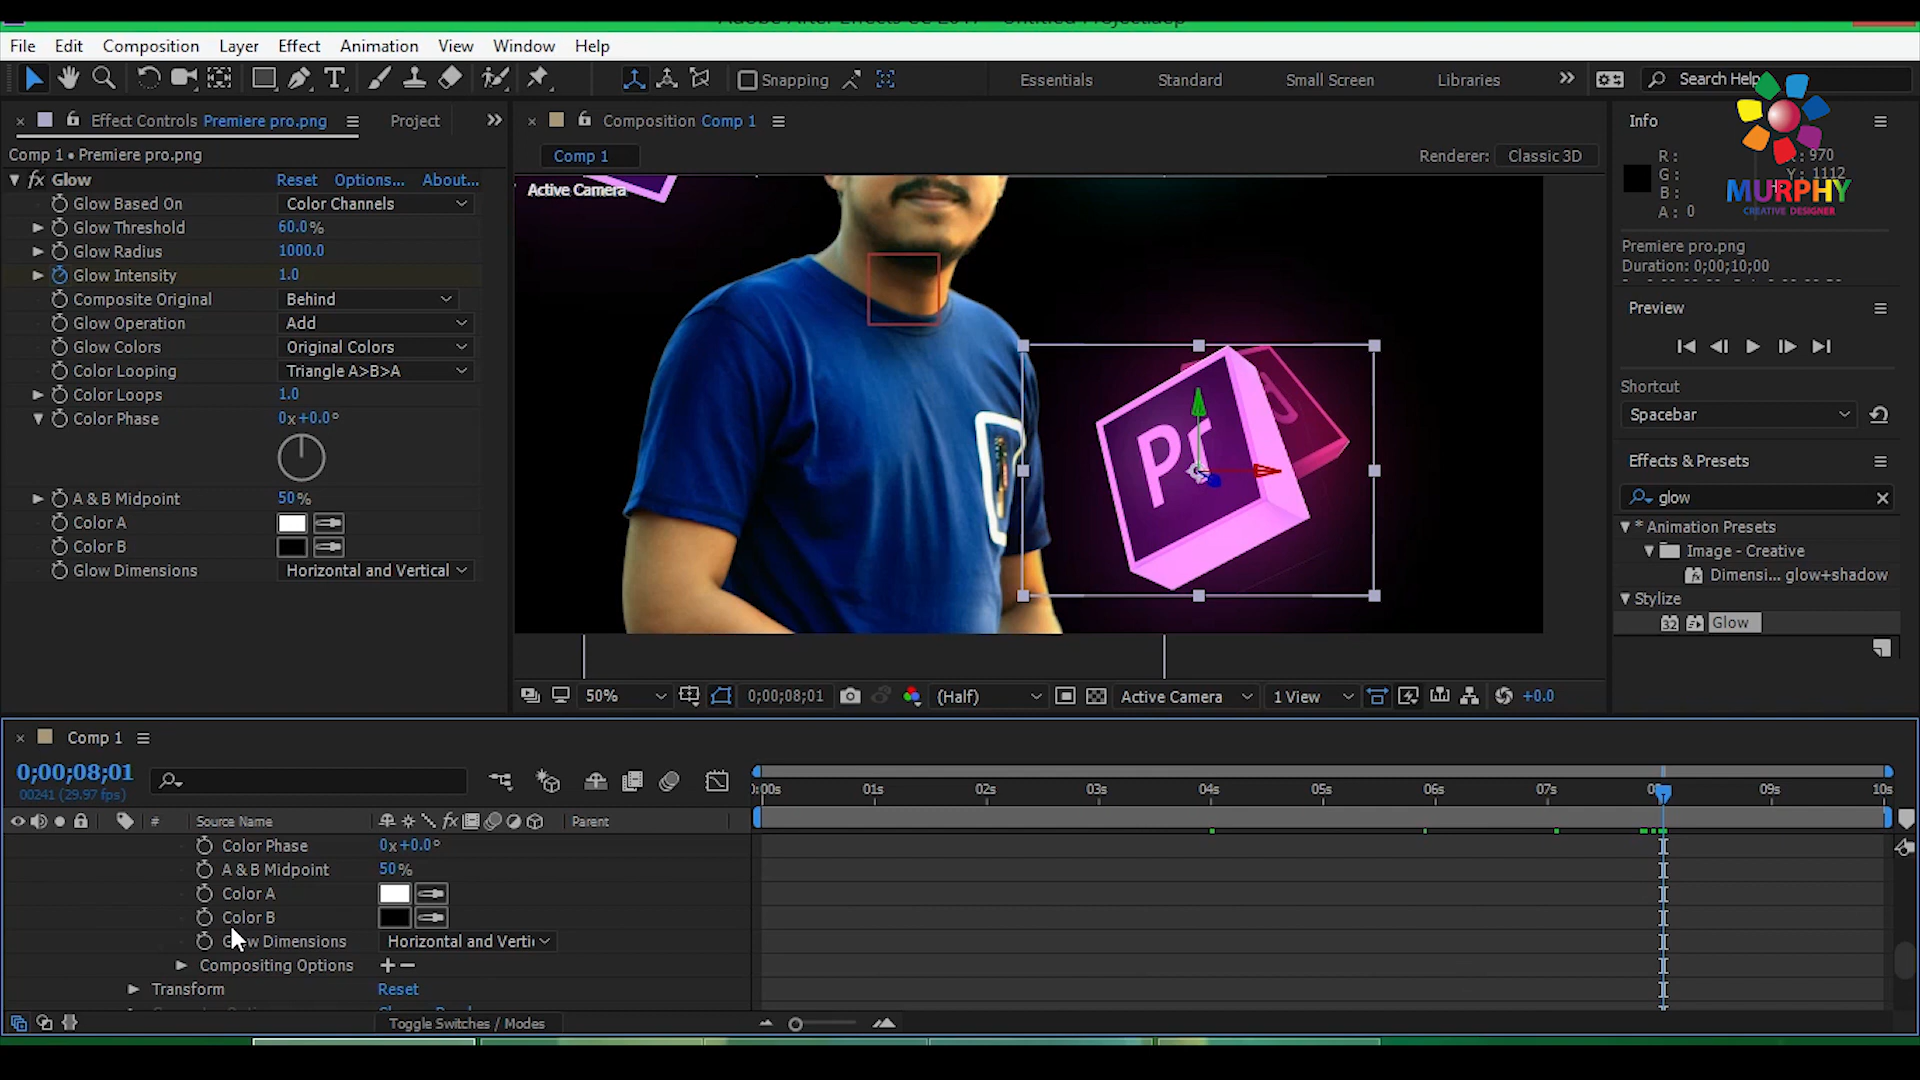 File Edit Composition Layer Effect Animation View Window Help
Snapping Essentials Standard Small Screen Libraries Search Help
Effect Controls Premiere pro.png Project
Composition Comp 1
Info
Comp 1 • Premiere pro.png
Comp 1
Renderer: Classic 3D
R:
G:
B:
A: 0
X: 970
Y: 1112
MURPHY
CREATIVE DESIGNER
Active Camera
fx Glow Reset Options... About...
Glow Based On Color Channels
Glow Threshold 60.0%
Glow Radius 1000.0
Glow Intensity 1.0
Composite Original Behind
Glow Operation Add
Glow Colors Original Colors
Color Looping Triangle A>B>A
Color Loops 1.0
Color Phase 0x+0.0°
A & B Midpoint 50%
Color A
Color B
Glow Dimensions Horizontal and Vertical
Pr
Premiere pro.png
Duration: 0;00;10;00
Preview
Shortcut
Spacebar
Effects & Presets
glow
* Animation Presets
Image - Creative
Dimensi... glow+shadow
Stylize
32 Glow
50% 0;00;08;01 (Half) Active Camera 1 View +0.0
Comp 1
0;00;08;01
00241 (29.97 fps)
01s 02s 03s 04s 05s 06s 07s 09s 10s
# Source Name fx Parent
Color Phase 0x+0.0°
A & B Midpoint 50%
Color A
Color B
Dimensions Horizontal and Verti
Compositing Options + −
Transform Reset
Toggle Switches / Modes